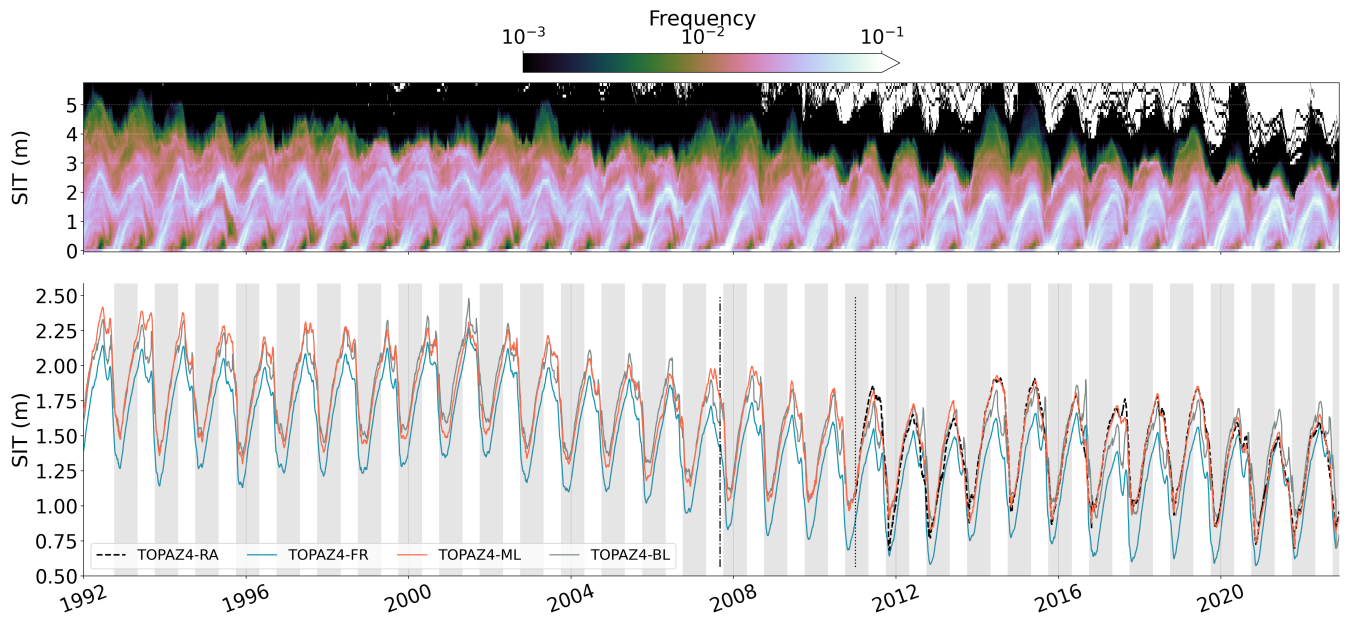 Frequency
10⁻³ 10⁻² 10⁻¹
SIT (m)
5
4
3
2
1
0
SIT (m)
2.50
2.25
2.00
1.75
1.50
1.25
1.00
0.75
0.50
TOPAZ4-RA TOPAZ4-FR TOPAZ4-ML TOPAZ4-BL
1992 1996 2000 2004 2008 2012 2016 2020